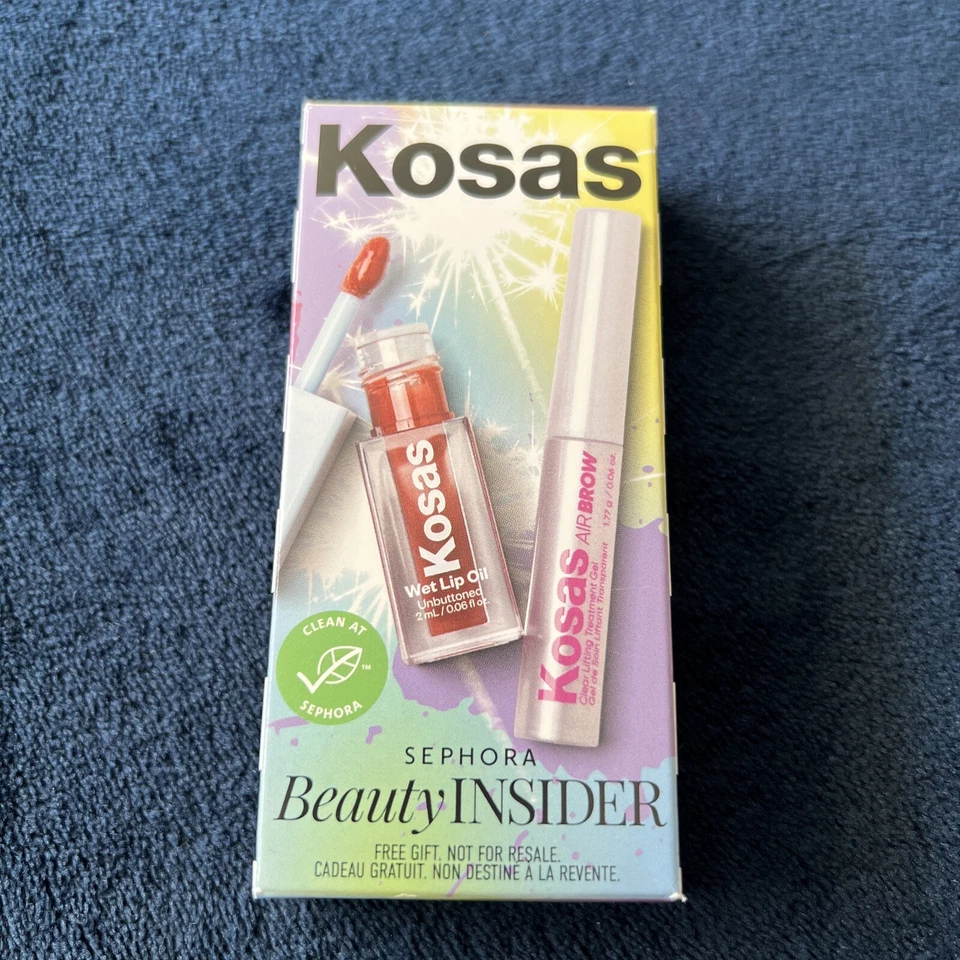 Kosas
Kosas
Wet Lip Oil
Unbuttoned
2 mL / 0.06 fl oz.
Kosas AIRBROW
Clear Lifting Treatment Gel
Gel de Soin Liftant Transparent 1.77 g / 0.06 oz.
CLEAN AT
SEPHORA
TM
SEPHORA
Beauty INSIDER
FREE GIFT. NOT FOR RESALE.
CADEAU GRATUIT. NON DESTINÉ À LA REVENTE.